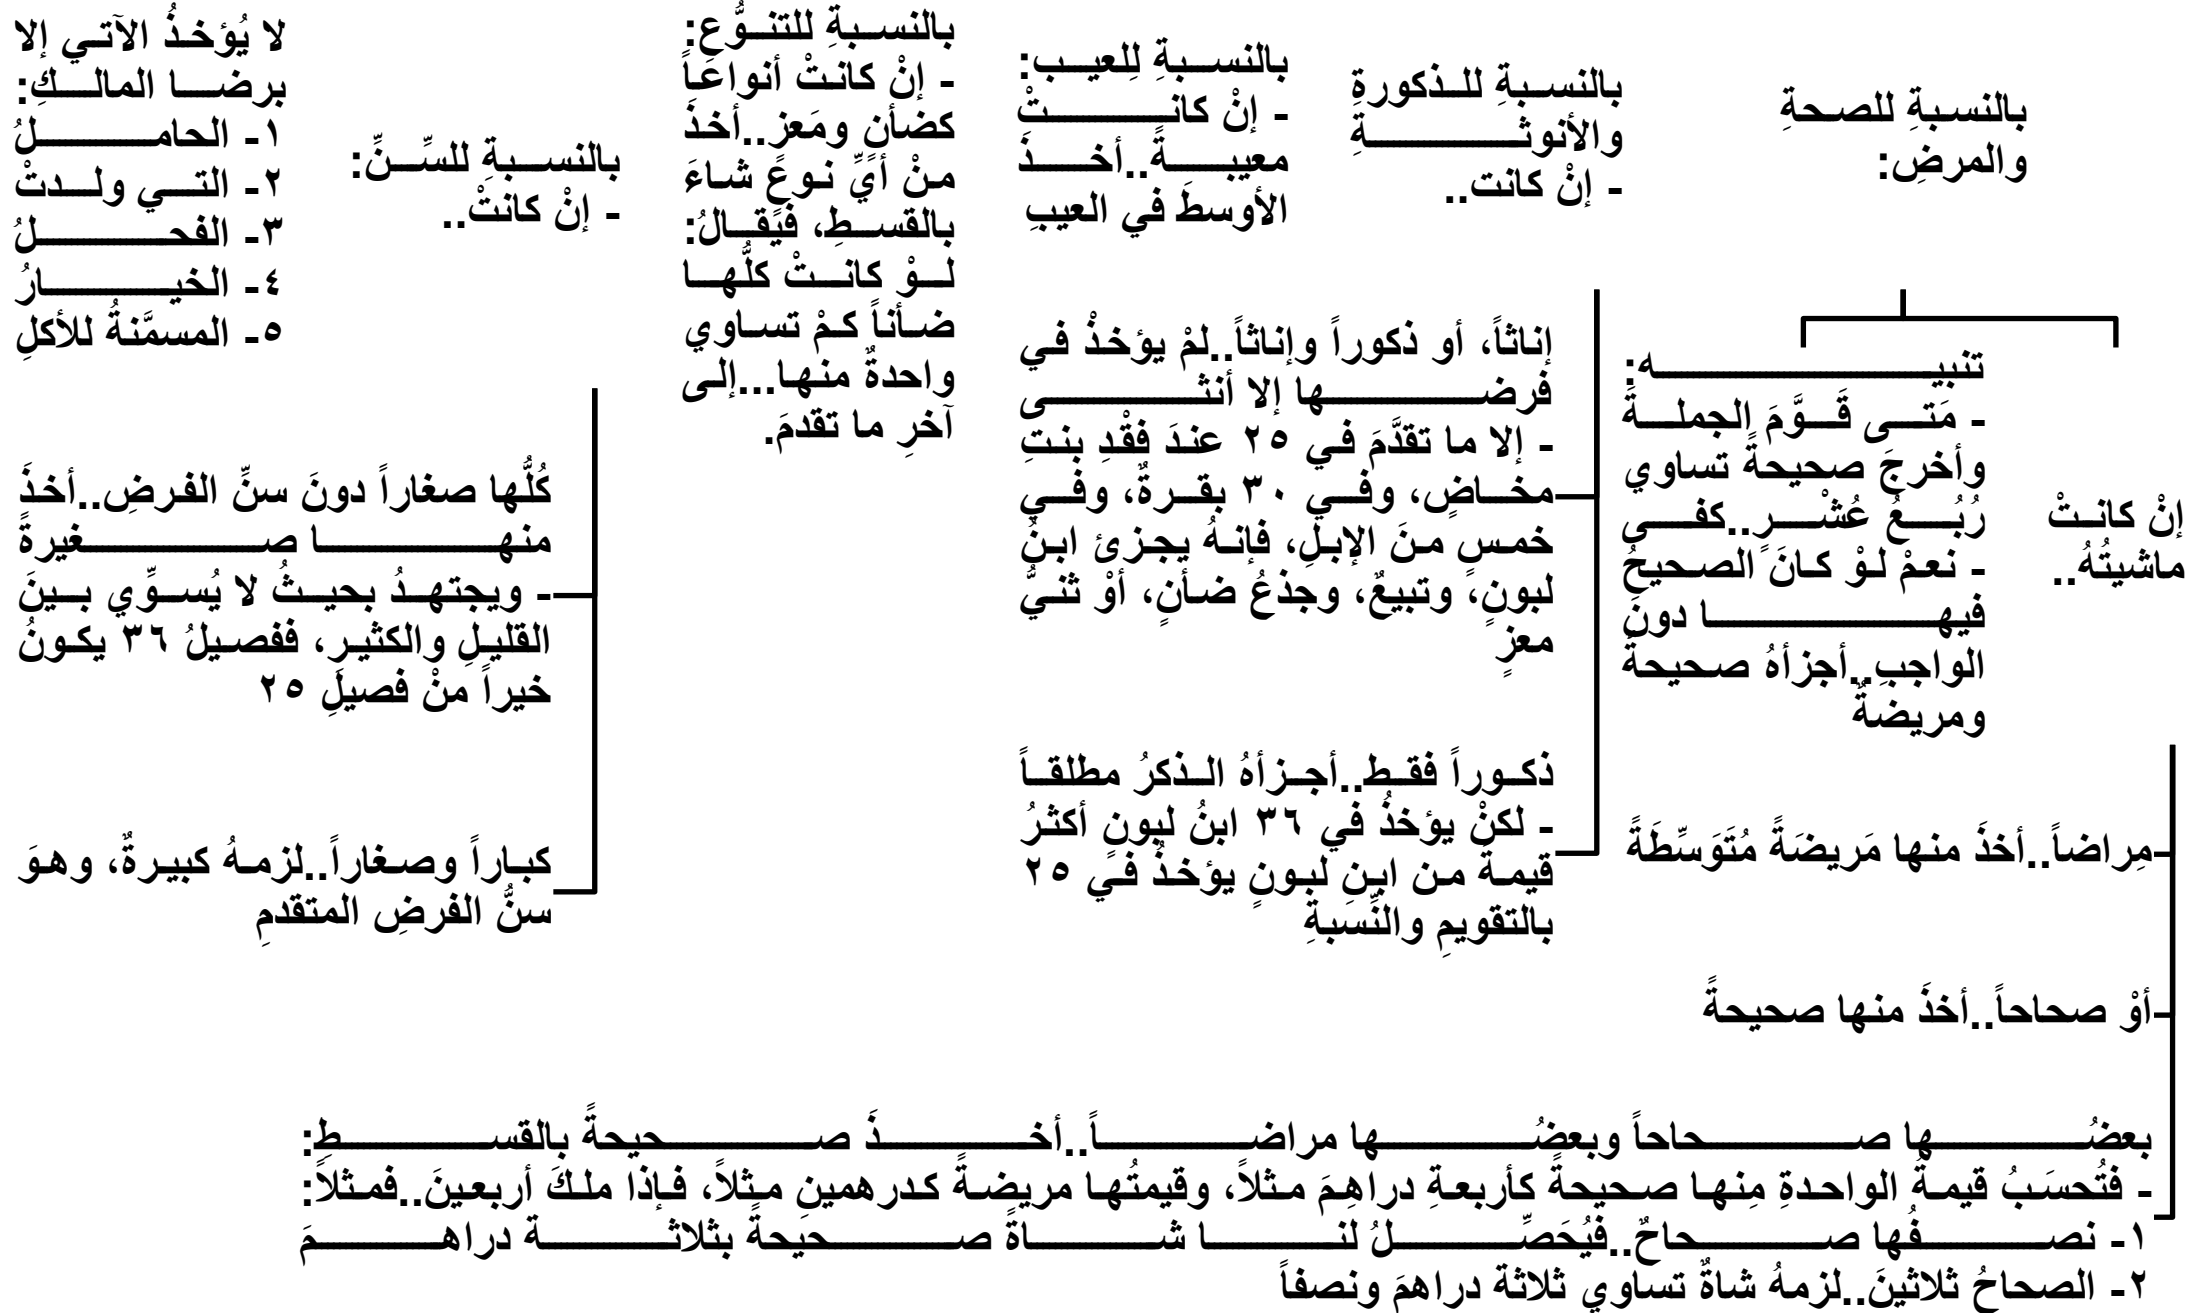 بالنسبةِ للصحةِ
والمرضِ:
إنْ كانتْ
ماشيتُهُ..
مِراضاً..أخذَ منها مَريضَةً مُتَوَسِّطَةً
أوْ صحاحاً..أخذَ منها صحيحةً
بعضُها صحاحاً وبعضُها مراضاً..أخذَ صحيحةً بالقسطِ:
- فتُحسَبُ قيمةُ الواحدةِ مِنها صحيحةً كأربعةِ دراهِمَ مثلاً، وقيمتُها مريضةً كدرهمينِ مثلاً، فإذا ملكَ أربعينَ..فمثلاً:
١- نصفُها صحاحٌ..فيُحَصِّلُ لنا شاةً صحيحةً بثلاثة دراهمَ
٢- الصحاحُ ثلاثينَ..لزمهُ شاةٌ تساوي ثلاثة دراهمَ ونصفاً
تنبيه:
- مَتى قَوَّمَ الجملةَ
وأخرجَ صحيحةً تساوي
رُبُعُ عُشْرٍ..كفى
- نعمْ لوْ كانَ الصحيحُ
فيها دونَ
الواجبِ..أجزأهُ صحيحةٌ
ومريضةٌ
بالنسبةِ للذكورةِ
والأنوثةِ
- إنْ كانت..
إناثاً، أو ذكوراً وإناثاً..لمْ يؤخذْ في
فرضها إلا أنثى
- إلا ما تقدَّمَ في ٢٥ عندَ فقْدِ بنتِ
مخاضٍ، وفي ٣٠ بقرةٌ، وفي
خمسٍ منَ الإبلِ، فإنهُ يجزئ ابنُ
لبونٍ، وتبيعٌ، وجذعُ ضأنٍ، أوْ ثنيُّ
معزٍ
ذكوراً فقط..أجزأهُ الذكرُ مطلقاً
- لكنْ يؤخذُ في ٣٦ ابنُ لبونٍ أكثرُ
قيمةً من ابنِ لبونٍ يؤخذُ في ٢٥
بالتقويمِ والنِّسبةِ
بالنسبةِ لِلعيب:
- إنْ كانتْ
معيبةً..أخذَ
الأوسطَ في العيبِ
بالنسبةِ للتنوُّعِ:
- إنْ كانتْ أنواعاً
كضأنٍ ومَعز..أخذَ
منْ أيِّ نوعٍ شاءَ
بالقسطِ، فيقالُ:
لوْ كانتْ كلُّها
ضأناً كمْ تساوي
واحدةٌ منها...إلى
آخرِ ما تقدمَ.
بالنسبةِ للسِّنِّ:
- إنْ كانتْ..
كُلُّها صغاراً دونَ سنِّ الفرضِ..أخذَ
منها صغيرةً
- ويجتهدُ بحيثُ لا يُسوِّي بينَ
القليلِ والكثيرِ، ففصيلُ ٣٦ يكونُ
خيراً منْ فصيلِ ٢٥
كباراً وصغاراً..لزمهُ كبيرةٌ، وهوَ
سنُّ الفرضِ المتقدمِ
لا يُؤخذُ الآتي إلا
برضا المالكِ:
١- الحاملُ
٢- التي ولدتْ
٣- الفحلُ
٤- الخيارُ
٥- المسمَّنةُ للأكلِ